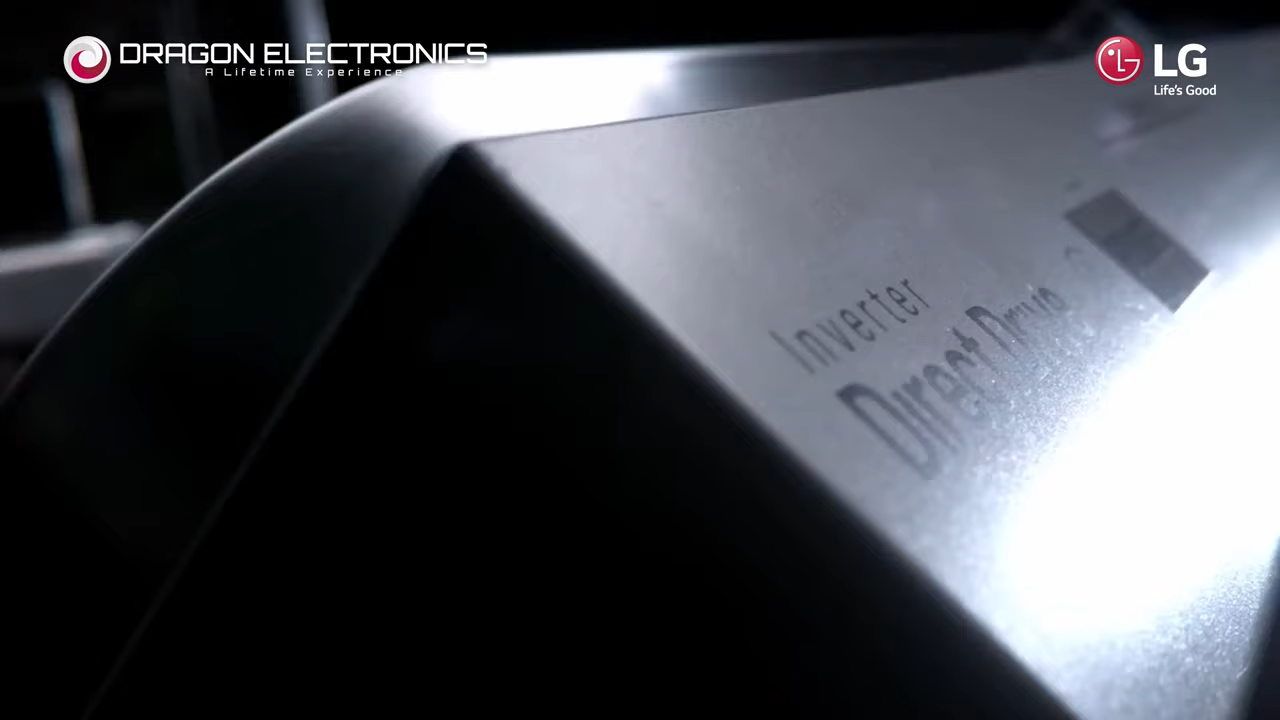 DRAGON ELECTRONICS
A Lifetime Experience
LG
Life's Good
Inverter
Direct Drive